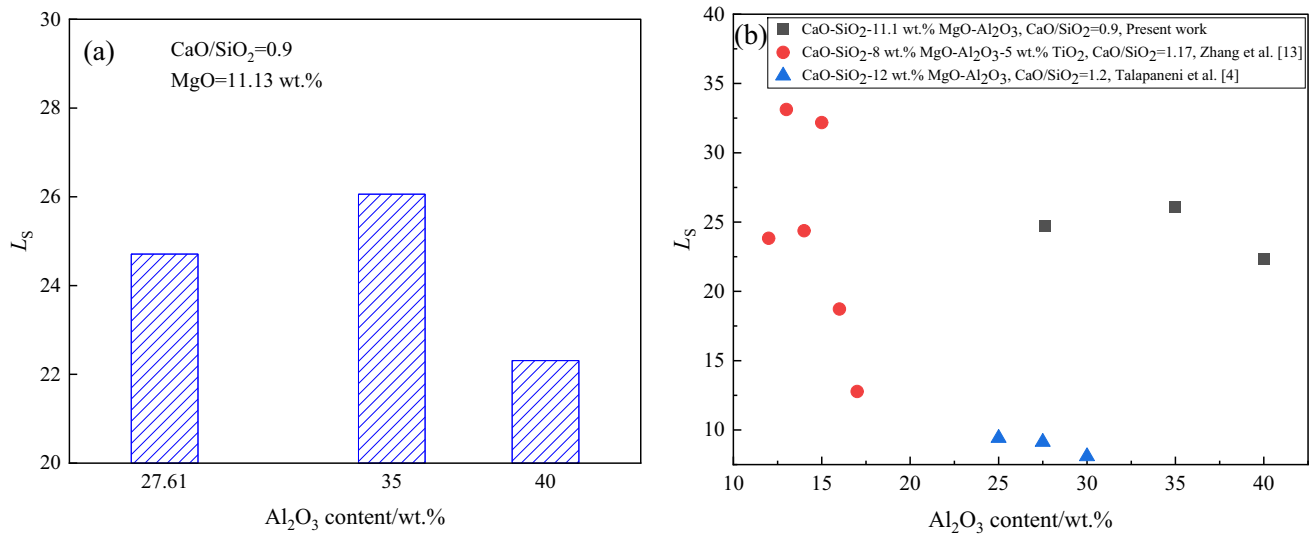 (a)
CaO/SiO₂=0.9
MgO=11.13 wt.%
30
28
26
24
22
20
L_S
27.61 35 40
Al₂O₃ content/wt.%
(b)
CaO-SiO₂-11.1 wt.% MgO-Al₂O₃, CaO/SiO₂=0.9, Present work
CaO-SiO₂-8 wt.% MgO-Al₂O₃-5 wt.% TiO₂, CaO/SiO₂=1.17, Zhang et al. [13]
CaO-SiO₂-12 wt.% MgO-Al₂O₃, CaO/SiO₂=1.2, Talapaneni et al. [4]
40
35
30
25
20
15
10
L_S
10 15 20 25 30 35 40
Al₂O₃ content/wt.%